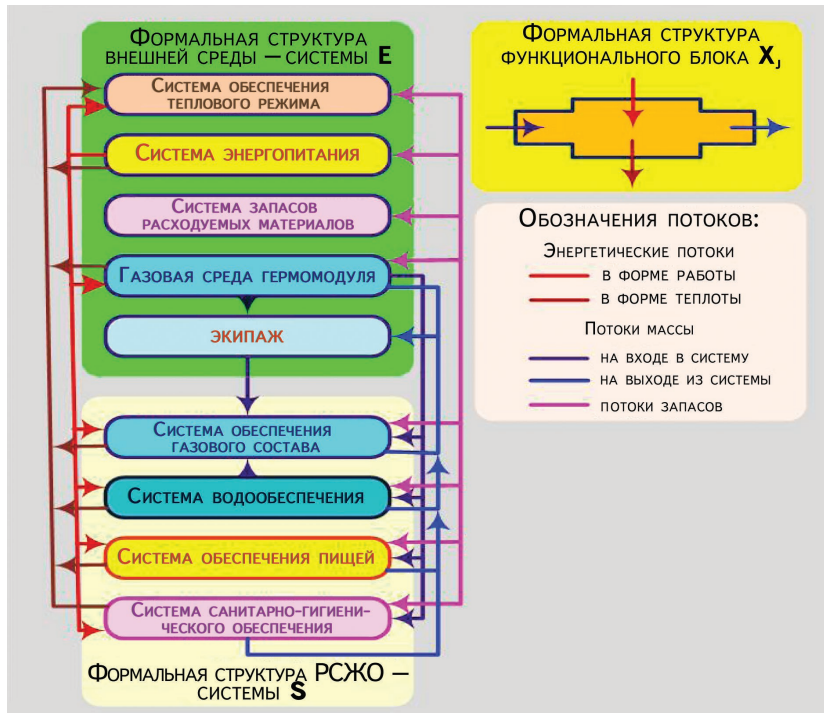 Формальная структура
внешней среды – системы E
Система обеспечения
теплового режима
Система энергопитания
Система запасов
расходуемых материалов
Газовая среда гермомодуля
экипаж
Система обеспечения
газового состава
Система водообеспечения
Система обеспечения пищей
Система санитарно-гигиени-
ческого обеспечения
Формальная структура РСЖО –
системы S
Формальная структура
функционального блока Xj
Обозначения потоков:
Энергетические потоки
в форме работы
в форме теплоты
Потоки массы
на входе в систему
на выходе из системы
потоки запасов